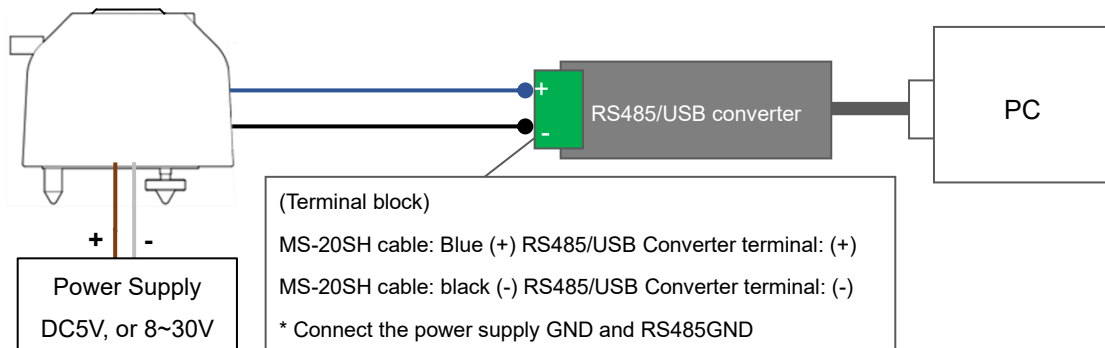 +
-
RS485/USB converter
PC
(Terminal block)
MS-20SH cable: Blue (+) RS485/USB Converter terminal: (+)
MS-20SH cable: black (-) RS485/USB Converter terminal: (-)
* Connect the power supply GND and RS485GND
+ -
Power Supply
DC5V, or 8~30V